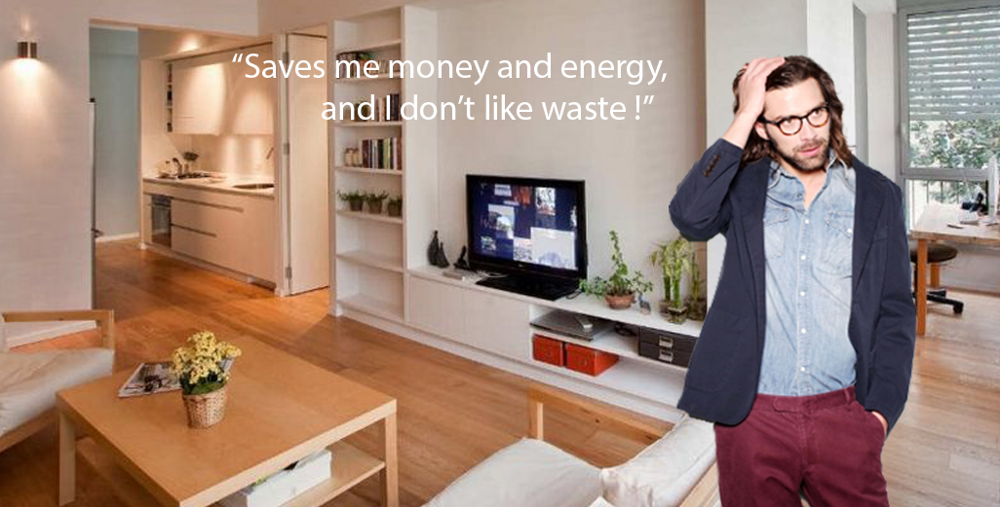 “Saves me money and energy,
and I don’t like waste !”